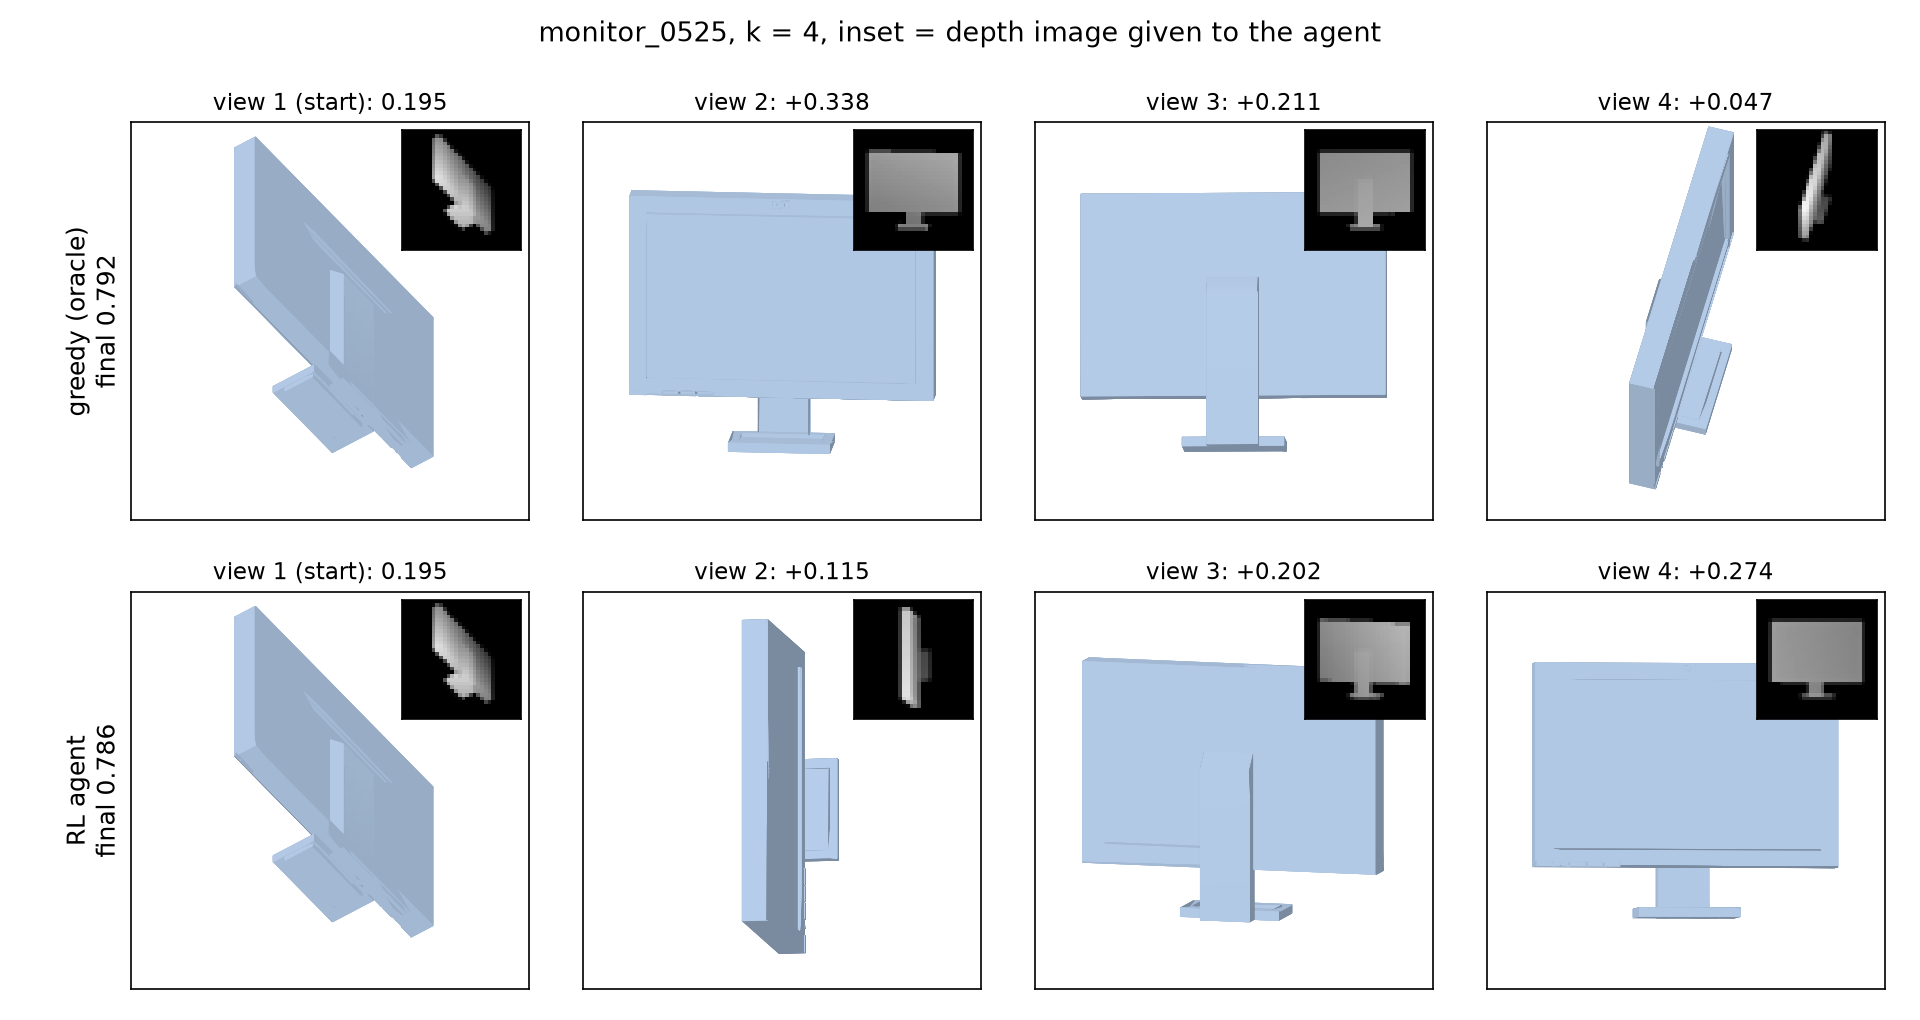 monitor_0525, k = 4, inset = depth image given to the agent
view 1 (start): 0.195
view 2: +0.338
view 3: +0.211
view 4: +0.047
greedy (oracle)
final 0.792
view 1 (start): 0.195
view 2: +0.115
view 3: +0.202
view 4: +0.274
RL agent
final 0.786